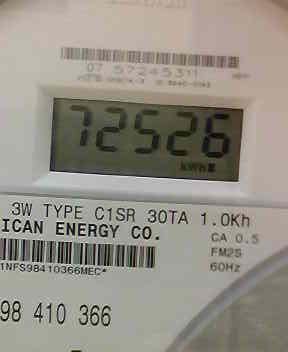 07 57245311
72526
kWh
3W TYPE C1SR 30TA 1.0Kh
ICAN ENERGY CO.
CA 0.5
FM2S
60Hz
1NFS98410366MEC*
98 410 366